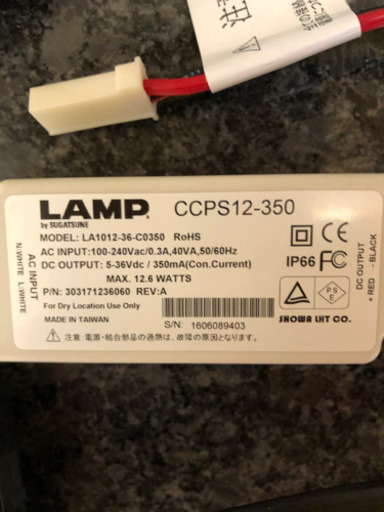 注
LAMP
by SUGATSUNE
CCPS12-350
MODEL: LA1012-36-C0350 RoHS
AC INPUT:100-240Vac/0.3A,40VA,50/60Hz
DC OUTPUT: 5-36Vdc / 350mA(Con.Current)
MAX. 12.6 WATTS
P/N: 303171236060 REV:A
For Dry Location Use Only
MADE IN TAIWAN
S/N: 1606089403
注意 電源・結合部品の過熱は、故障の原因となります。
AC INPUT
N:WHITE L:WHITE
CE
IP66 FC
PSE
SHOWA LHT CO.
DC OUTPUT
+ RED - BLACK